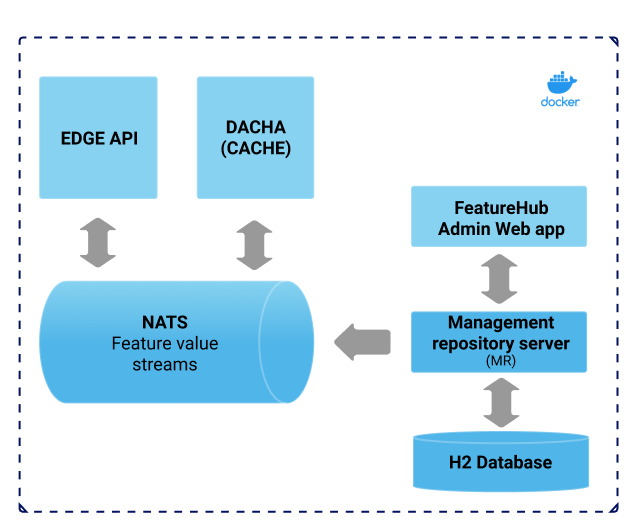 EDGE API
DACHA
(CACHE)
docker
FeatureHub
Admin Web app
NATS
Feature value
streams
Management
repository server
(MR)
H2 Database